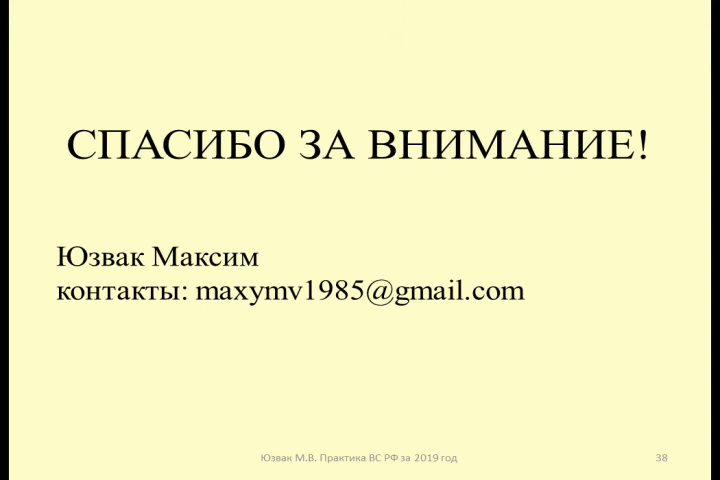 СПАСИБО ЗА ВНИМАНИЕ!
Юзвак Максим
контакты: maxymv1985@gmail.com
Юзвак М.В. Практика ВС РФ за 2019 год 38